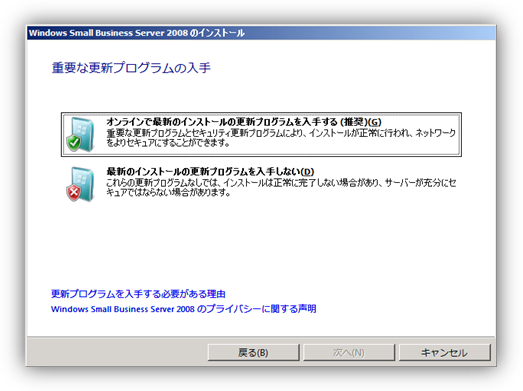 Windows Small Business Server 2008 のインストール
重要な更新プログラムの入手
オンラインで最新のインストールの更新プログラムを入手する (推奨)(G)
重要な更新プログラムとセキュリティ更新プログラムにより、インストールが正常に行われ、ネットワーク
をよりセキュアにすることができます。
最新のインストールの更新プログラムを入手しない(D)
これらの更新プログラムなしでは、インストールは正常に完了しない場合があり、サーバーが充分にセ
キュアではならない場合があります。
更新プログラムを入手する必要がある理由
Windows Small Business Server 2008 のプライバシーに関する声明
戻る(B)
次へ(N)
キャンセル